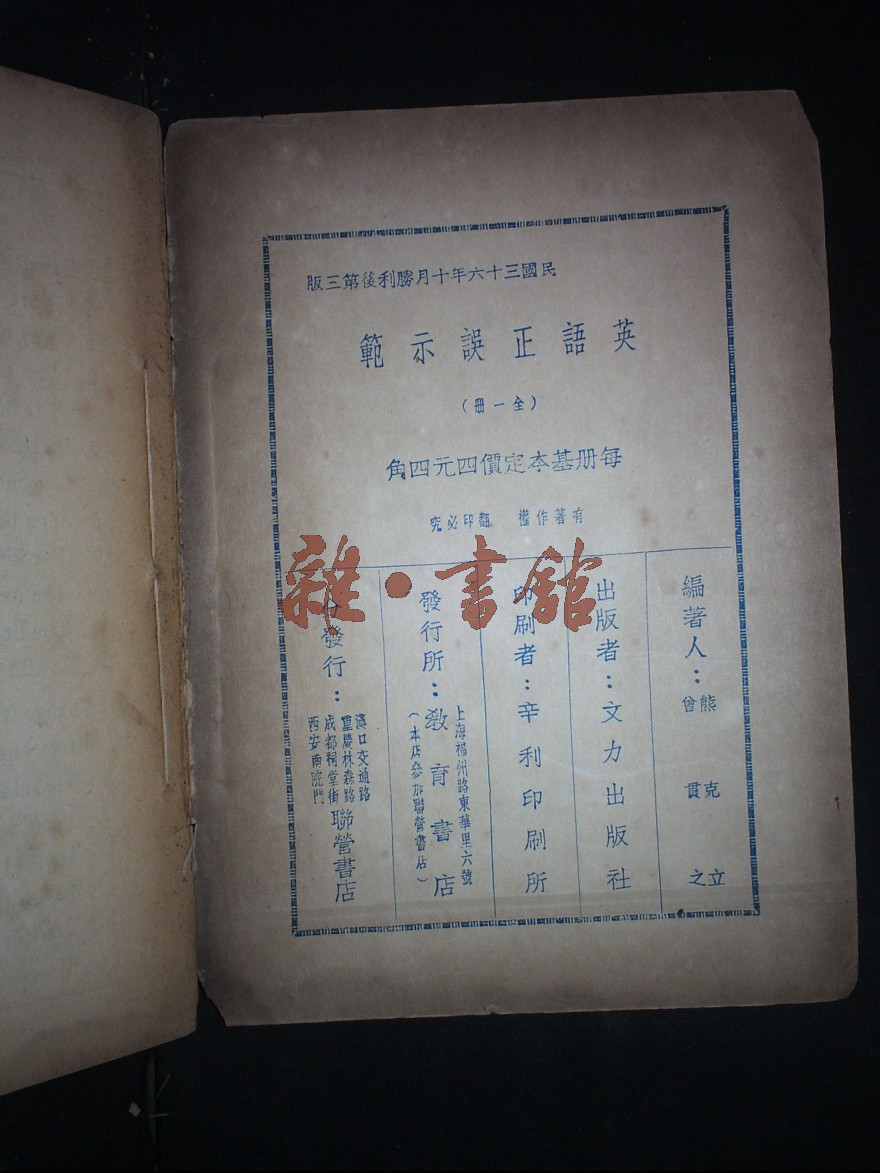 民國三十六年十月勝利後第三版
英語正誤示範
(全一册)
每册基本定價四元四角
有著作權 翻印必究
編著人：熊克立
曾貫之
出版者：文力出版社
印刷者：辛利印刷所
發行所：教育書店
上海福州路東華里六號
(本店參加聯營書店)
分發行：
漢口交通路
重慶林森路
成都祠堂街
西安南院門
聯營書店
雜·書舘